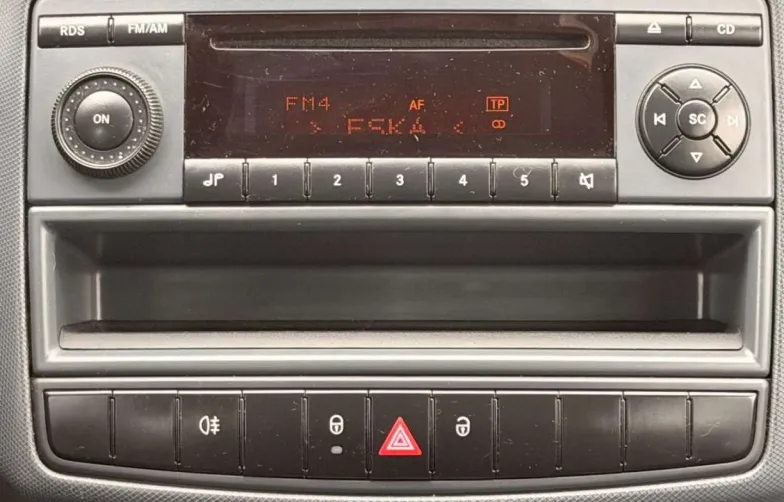 RDS FM/AM CD
FM4 AF TP
ON SC
1 2 3 4 5